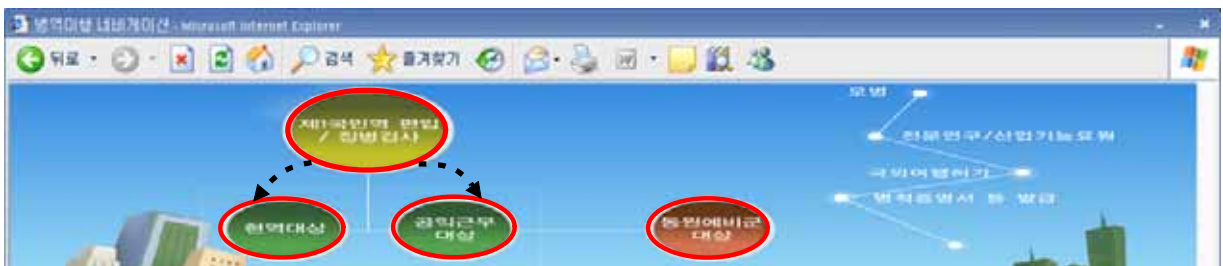 병역이행 네비게이션 - Microsoft Internet Explorer
뒤로 검색 즐겨찾기
모병
제1국민역 편입
/ 징병검사
전문연구/산업기능요원
국외여행허가
병적증명서 등 발급
현역대상
공익근무
대상
동원예비군
대상